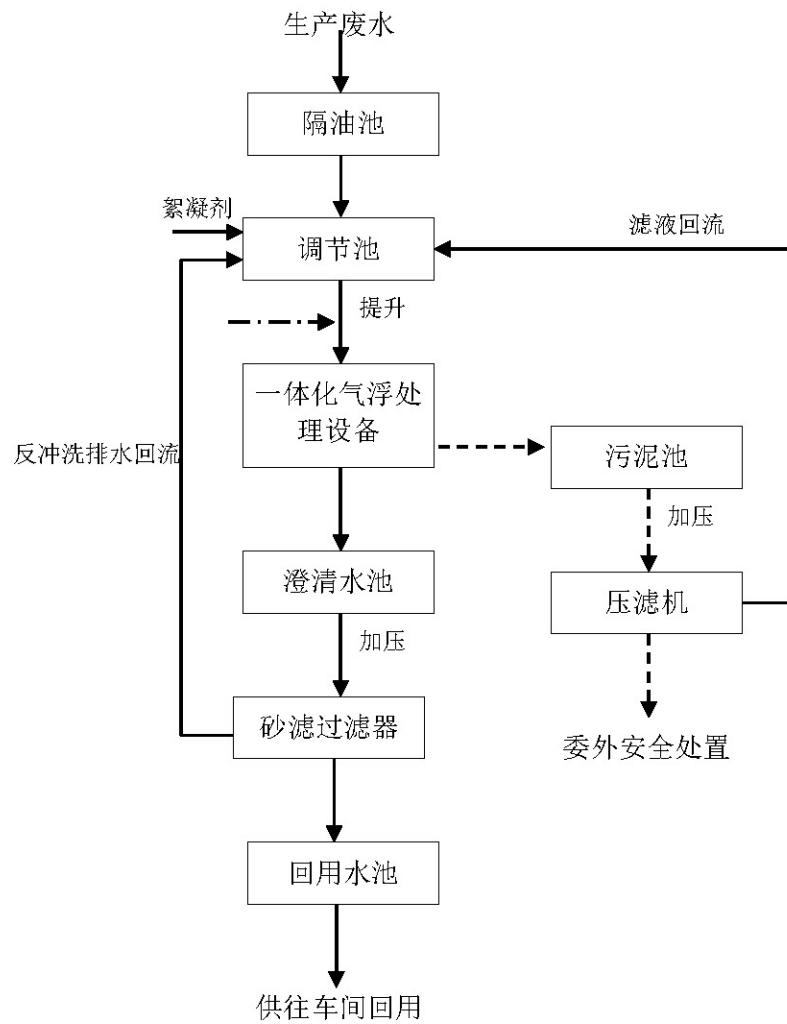 生产废水
隔油池
絮凝剂
滤液回流
调节池
提升
一体化气浮处
理设备
反冲洗排水回流
污泥池
加压
澄清水池
压滤机
加压
砂滤过滤器
委外安全处置
回用水池
供往车间回用